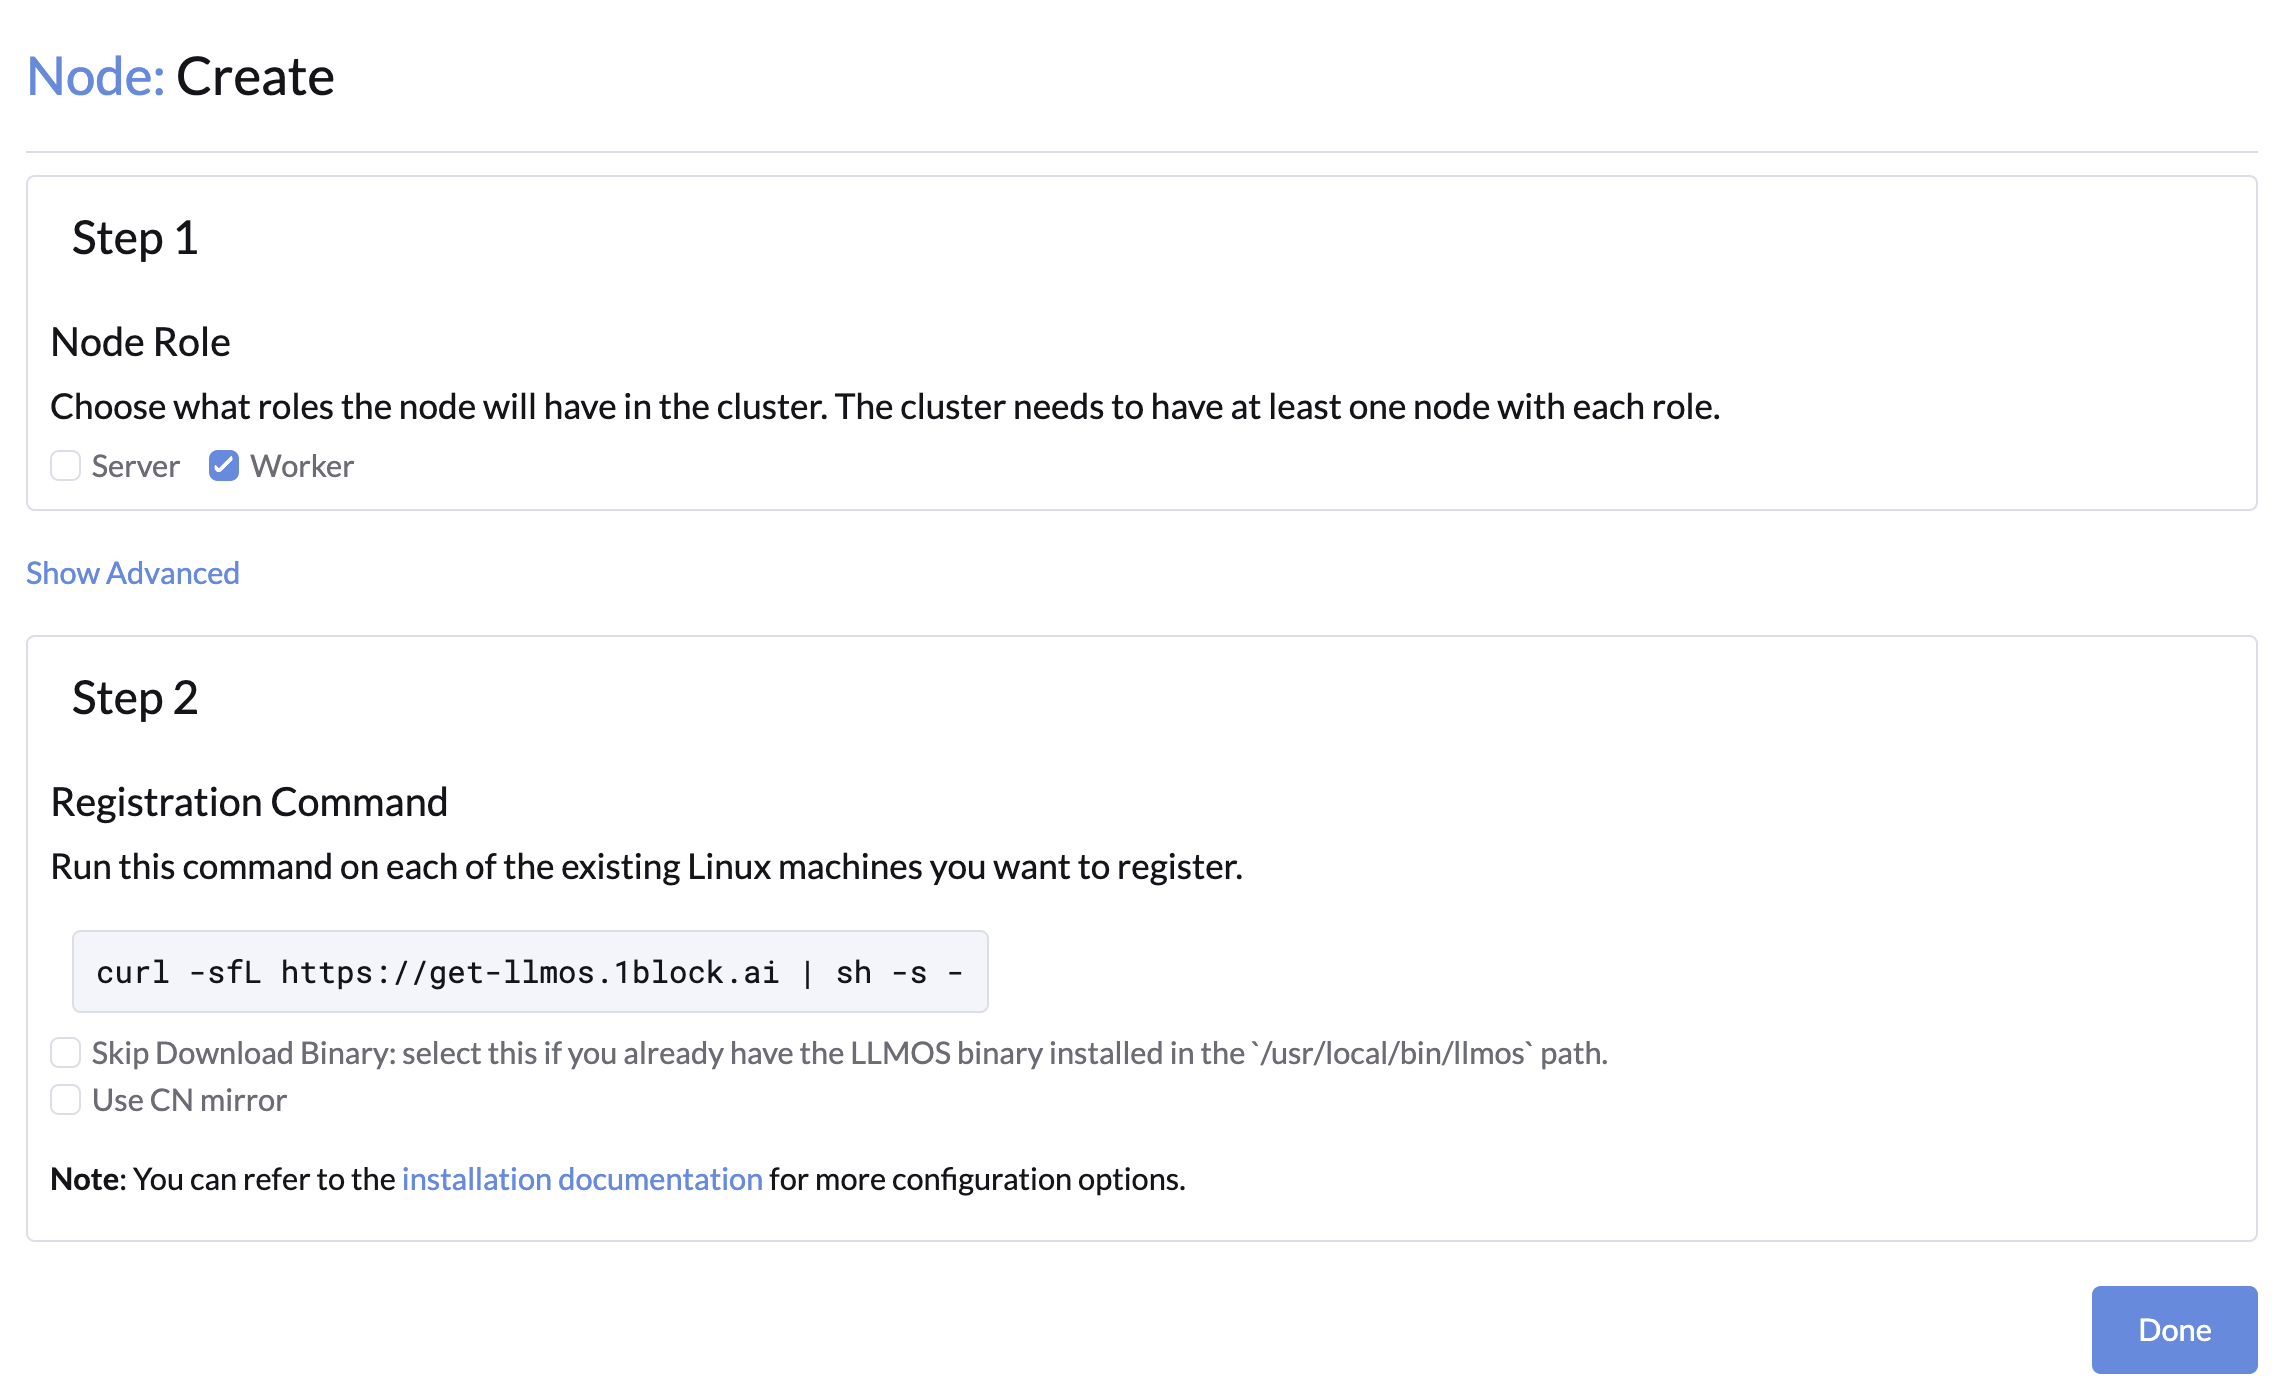 Node: Create
Step 1
Node Role
Choose what roles the node will have in the cluster. The cluster needs to have at least one node with each role.
Server Worker
Show Advanced
Step 2
Registration Command
Run this command on each of the existing Linux machines you want to register.
curl -sfL https://get-llmos.1block.ai | sh -s -
Skip Download Binary: select this if you already have the LLMOS binary installed in the `/usr/local/bin/llmos` path.
Use CN mirror
Note: You can refer to the installation documentation for more configuration options.
Done